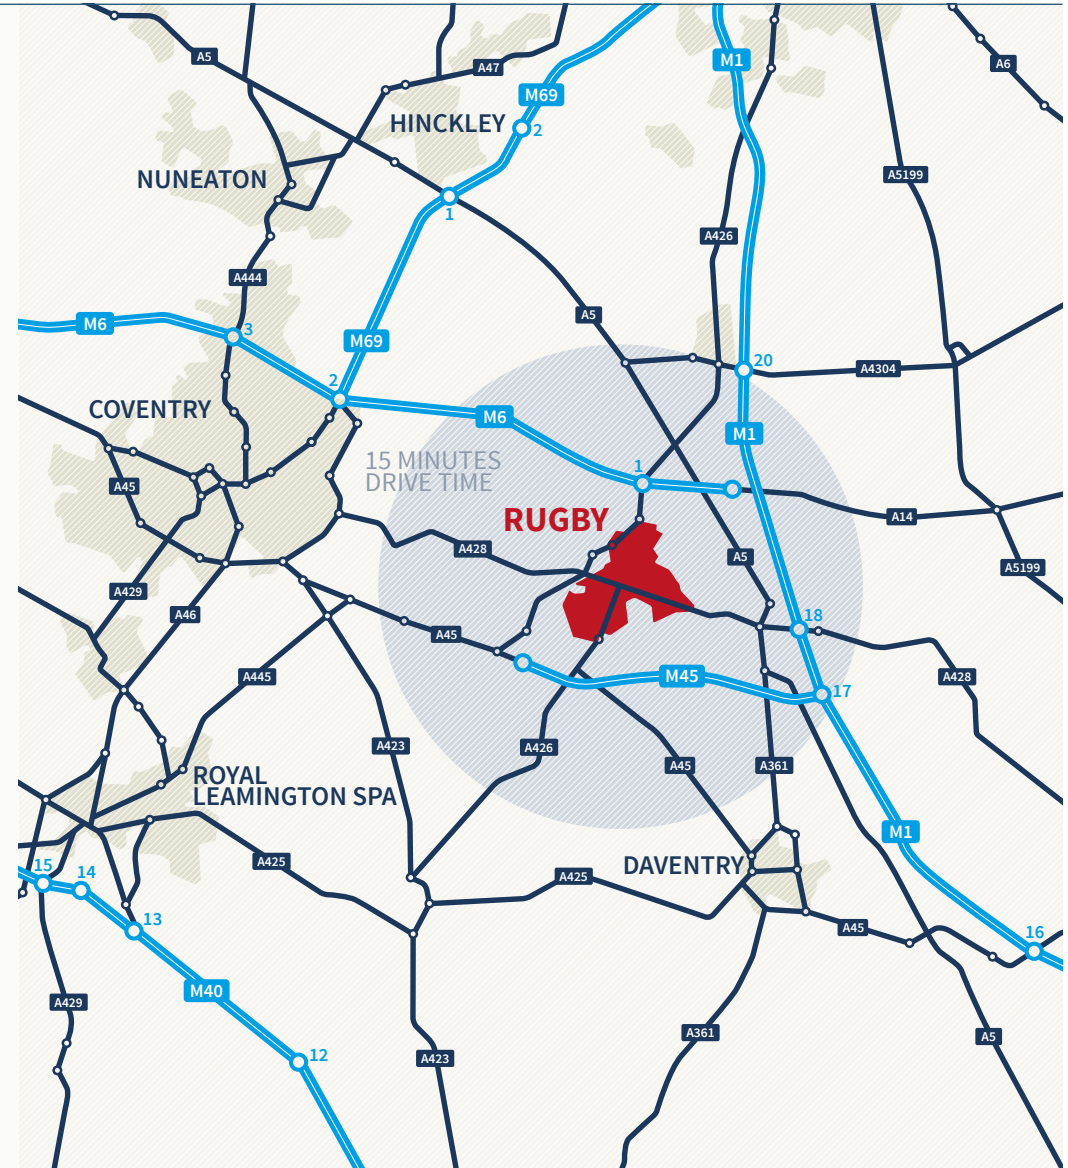 A5
A47
M69
M1
A6
HINCKLEY
2
NUNEATON
A5199
1
A426
A444
M6
3
M69
A5
20
A4304
2
COVENTRY
M6
M1
15 MINUTES
DRIVE TIME
1
A45
RUGBY
A14
A428
A5
A5199
A429
A46
A45
18
A445
M45
A428
17
A423
A426
A45
A361
ROYAL
LEAMINGTON SPA
M1
A425
15
14
DAVENTRY
A425
13
A45
16
M40
A429
A361
A5
12
A423